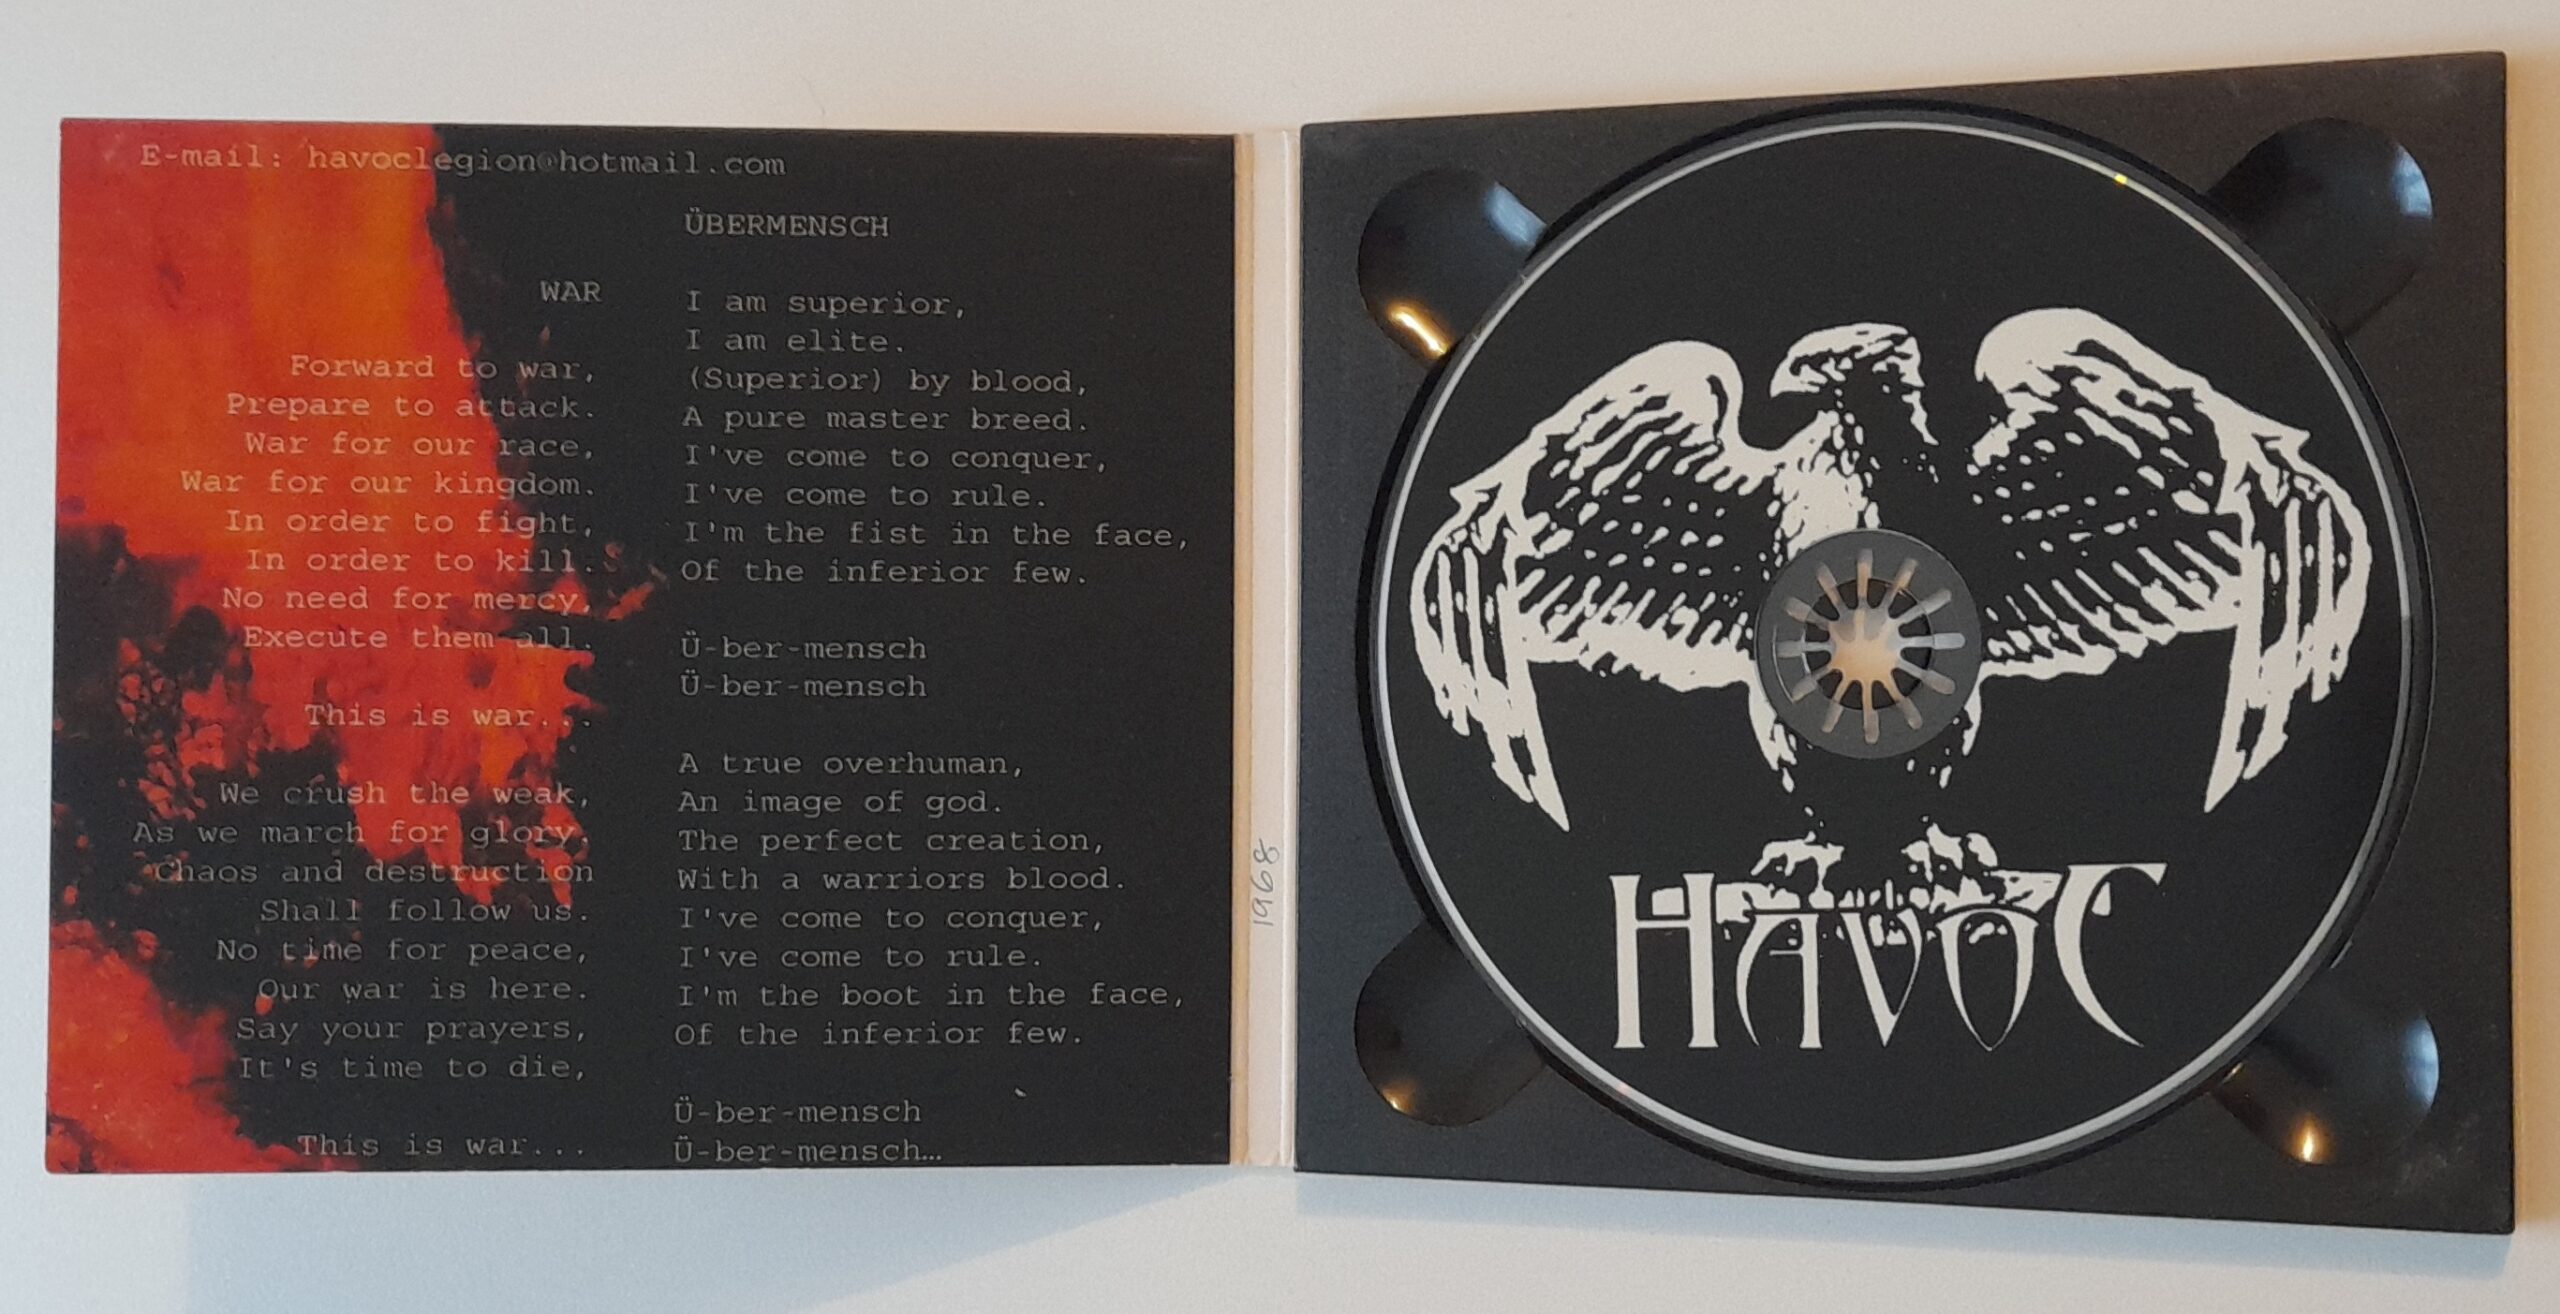 E-mail: havoclegion@hotmail.com
WAR
Forward to war,
Prepare to attack.
War for our race,
War for our kingdom.
In order to fight,
In order to kill.
No need for mercy,
Execute them all.
This is war...
We crush the weak,
As we march for glory,
Chaos and destruction
Shall follow us.
No time for peace,
Our war is here.
Say your prayers,
It's time to die,
This is war...
ÜBERMENSCH
I am superior,
I am elite.
(Superior) by blood,
A pure master breed.
I've come to conquer,
I've come to rule.
I'm the fist in the face,
Of the inferior few.
Ü-ber-mensch
Ü-ber-mensch
A true overhuman,
An image of god.
The perfect creation,
With a warriors blood.
I've come to conquer,
I've come to rule.
I'm the boot in the face,
Of the inferior few.
Ü-ber-mensch
Ü-ber-mensch...
1968
HAVOC